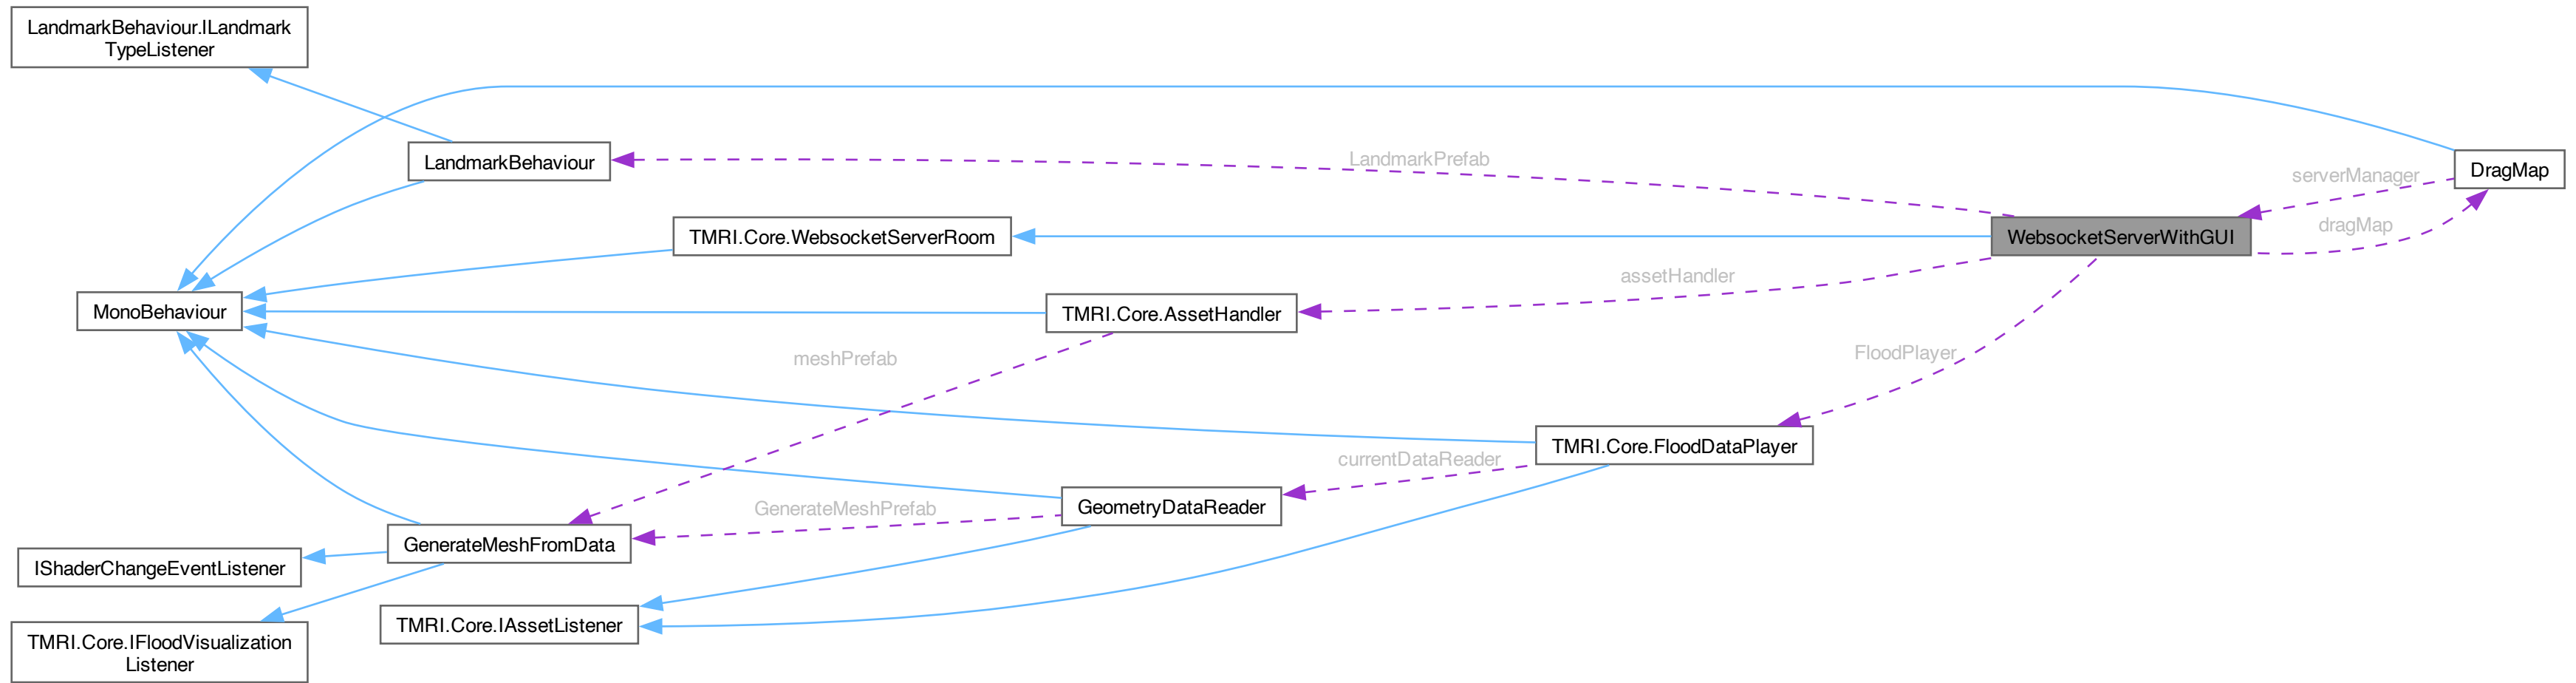 LandmarkBehaviour.ILandmark
TypeListener
LandmarkBehaviour
LandmarkPrefab
DragMap
serverManager
dragMap
TMRI.Core.WebsocketServerRoom
WebsocketServerWithGUI
assetHandler
MonoBehaviour
TMRI.Core.AssetHandler
meshPrefab
FloodPlayer
TMRI.Core.FloodDataPlayer
currentDataReader
GenerateMeshPrefab
GeometryDataReader
GenerateMeshFromData
IShaderChangeEventListener
TMRI.Core.IAssetListener
TMRI.Core.IFloodVisualization
Listener